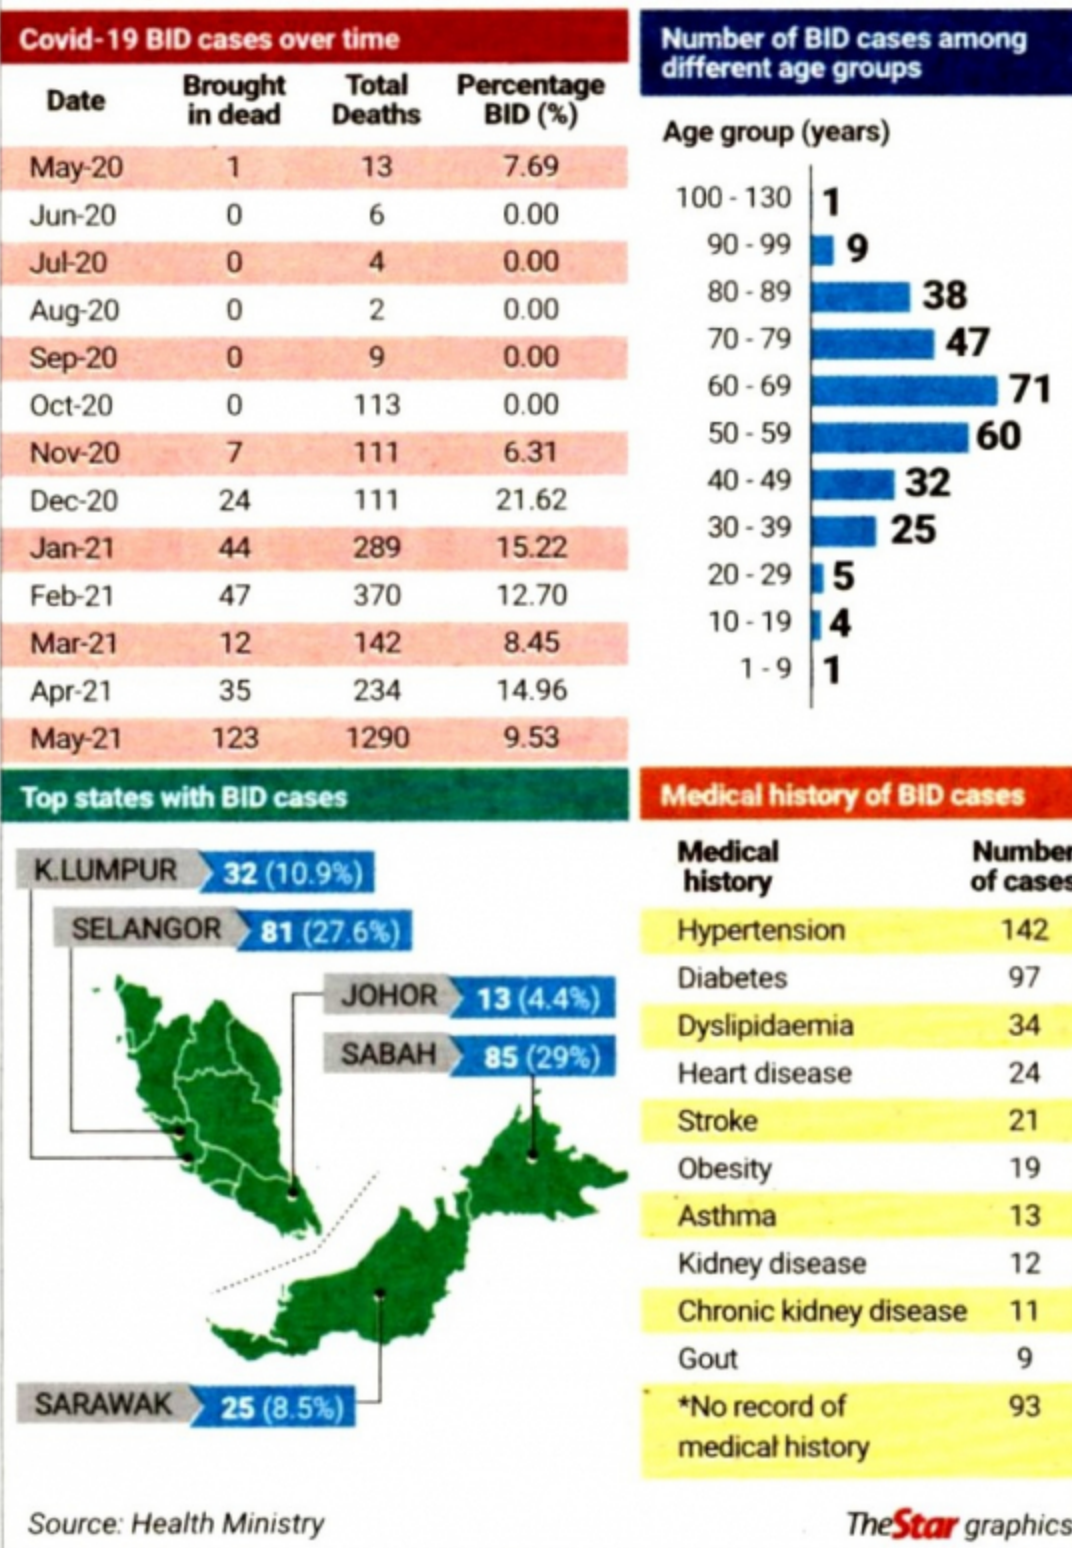 Covid-19 BID cases over time
Date Brought in dead Total Deaths Percentage BID (%)
May-20 1 13 7.69
Jun-20 0 6 0.00
Jul-20 0 4 0.00
Aug-20 0 2 0.00
Sep-20 0 9 0.00
Oct-20 0 113 0.00
Nov-20 7 111 6.31
Dec-20 24 111 21.62
Jan-21 44 289 15.22
Feb-21 47 370 12.70
Mar-21 12 142 8.45
Apr-21 35 234 14.96
May-21 123 1290 9.53
Number of BID cases among
different age groups
Age group (years)
100 - 130 1
90 - 99 9
80 - 89 38
70 - 79 47
60 - 69 71
50 - 59 60
40 - 49 32
30 - 39 25
20 - 29 5
10 - 19 4
1 - 9 1
Top states with BID cases
K.LUMPUR 32 (10.9%)
SELANGOR 81 (27.6%)
JOHOR 13 (4.4%)
SABAH 85 (29%)
SARAWAK 25 (8.5%)
Medical history of BID cases
Medical history Number of cases
Hypertension 142
Diabetes 97
Dyslipidaemia 34
Heart disease 24
Stroke 21
Obesity 19
Asthma 13
Kidney disease 12
Chronic kidney disease 11
Gout 9
*No record of 93
medical history
Source: Health Ministry
TheStar graphics